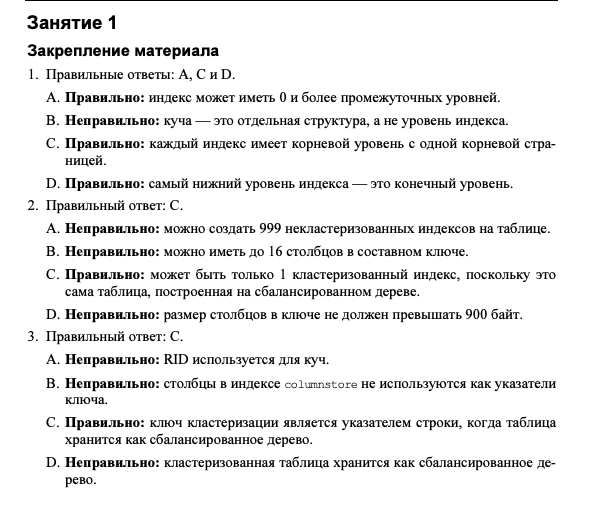 Занятие 1
Закрепление материала
1. Правильные ответы: A, C и D.
A. Правильно: индекс может иметь 0 и более промежуточных уровней.
B. Неправильно: куча — это отдельная структура, а не уровень индекса.
C. Правильно: каждый индекс имеет корневой уровень с одной корневой стра-
ницей.
D. Правильно: самый нижний уровень индекса — это конечный уровень.
2. Правильный ответ: C.
A. Неправильно: можно создать 999 некластеризованных индексов на таблице.
B. Неправильно: можно иметь до 16 столбцов в составном ключе.
C. Правильно: может быть только 1 кластеризованный индекс, поскольку это
сама таблица, построенная на сбалансированном дереве.
D. Неправильно: размер столбцов в ключе не должен превышать 900 байт.
3. Правильный ответ: C.
A. Неправильно: RID используется для куч.
B. Неправильно: столбцы в индексе columnstore не используются как указатели
ключа.
C. Правильно: ключ кластеризации является указателем строки, когда таблица
хранится как сбалансированное дерево.
D. Неправильно: кластеризованная таблица хранится как сбалансированное де-
рево.